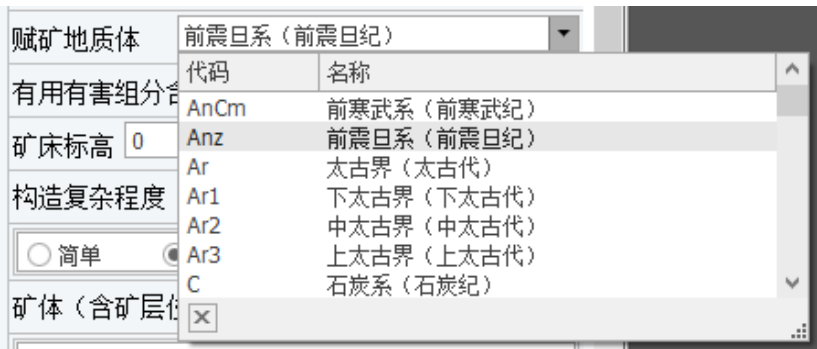 赋矿地质体 前震旦系（前震旦纪）
代码 名称
有用有害组分含
AnCm 前寒武系（前寒武纪）
矿床标高 0 Anz 前震旦系（前震旦纪）
Ar 太古界（太古代）
构造复杂程度 Ar1 下太古界（下太古代）
Ar2 中太古界（中太古代）
简单 Ar3 上太古界（上太古代）
C 石炭系（石炭纪）
矿体（含矿层位